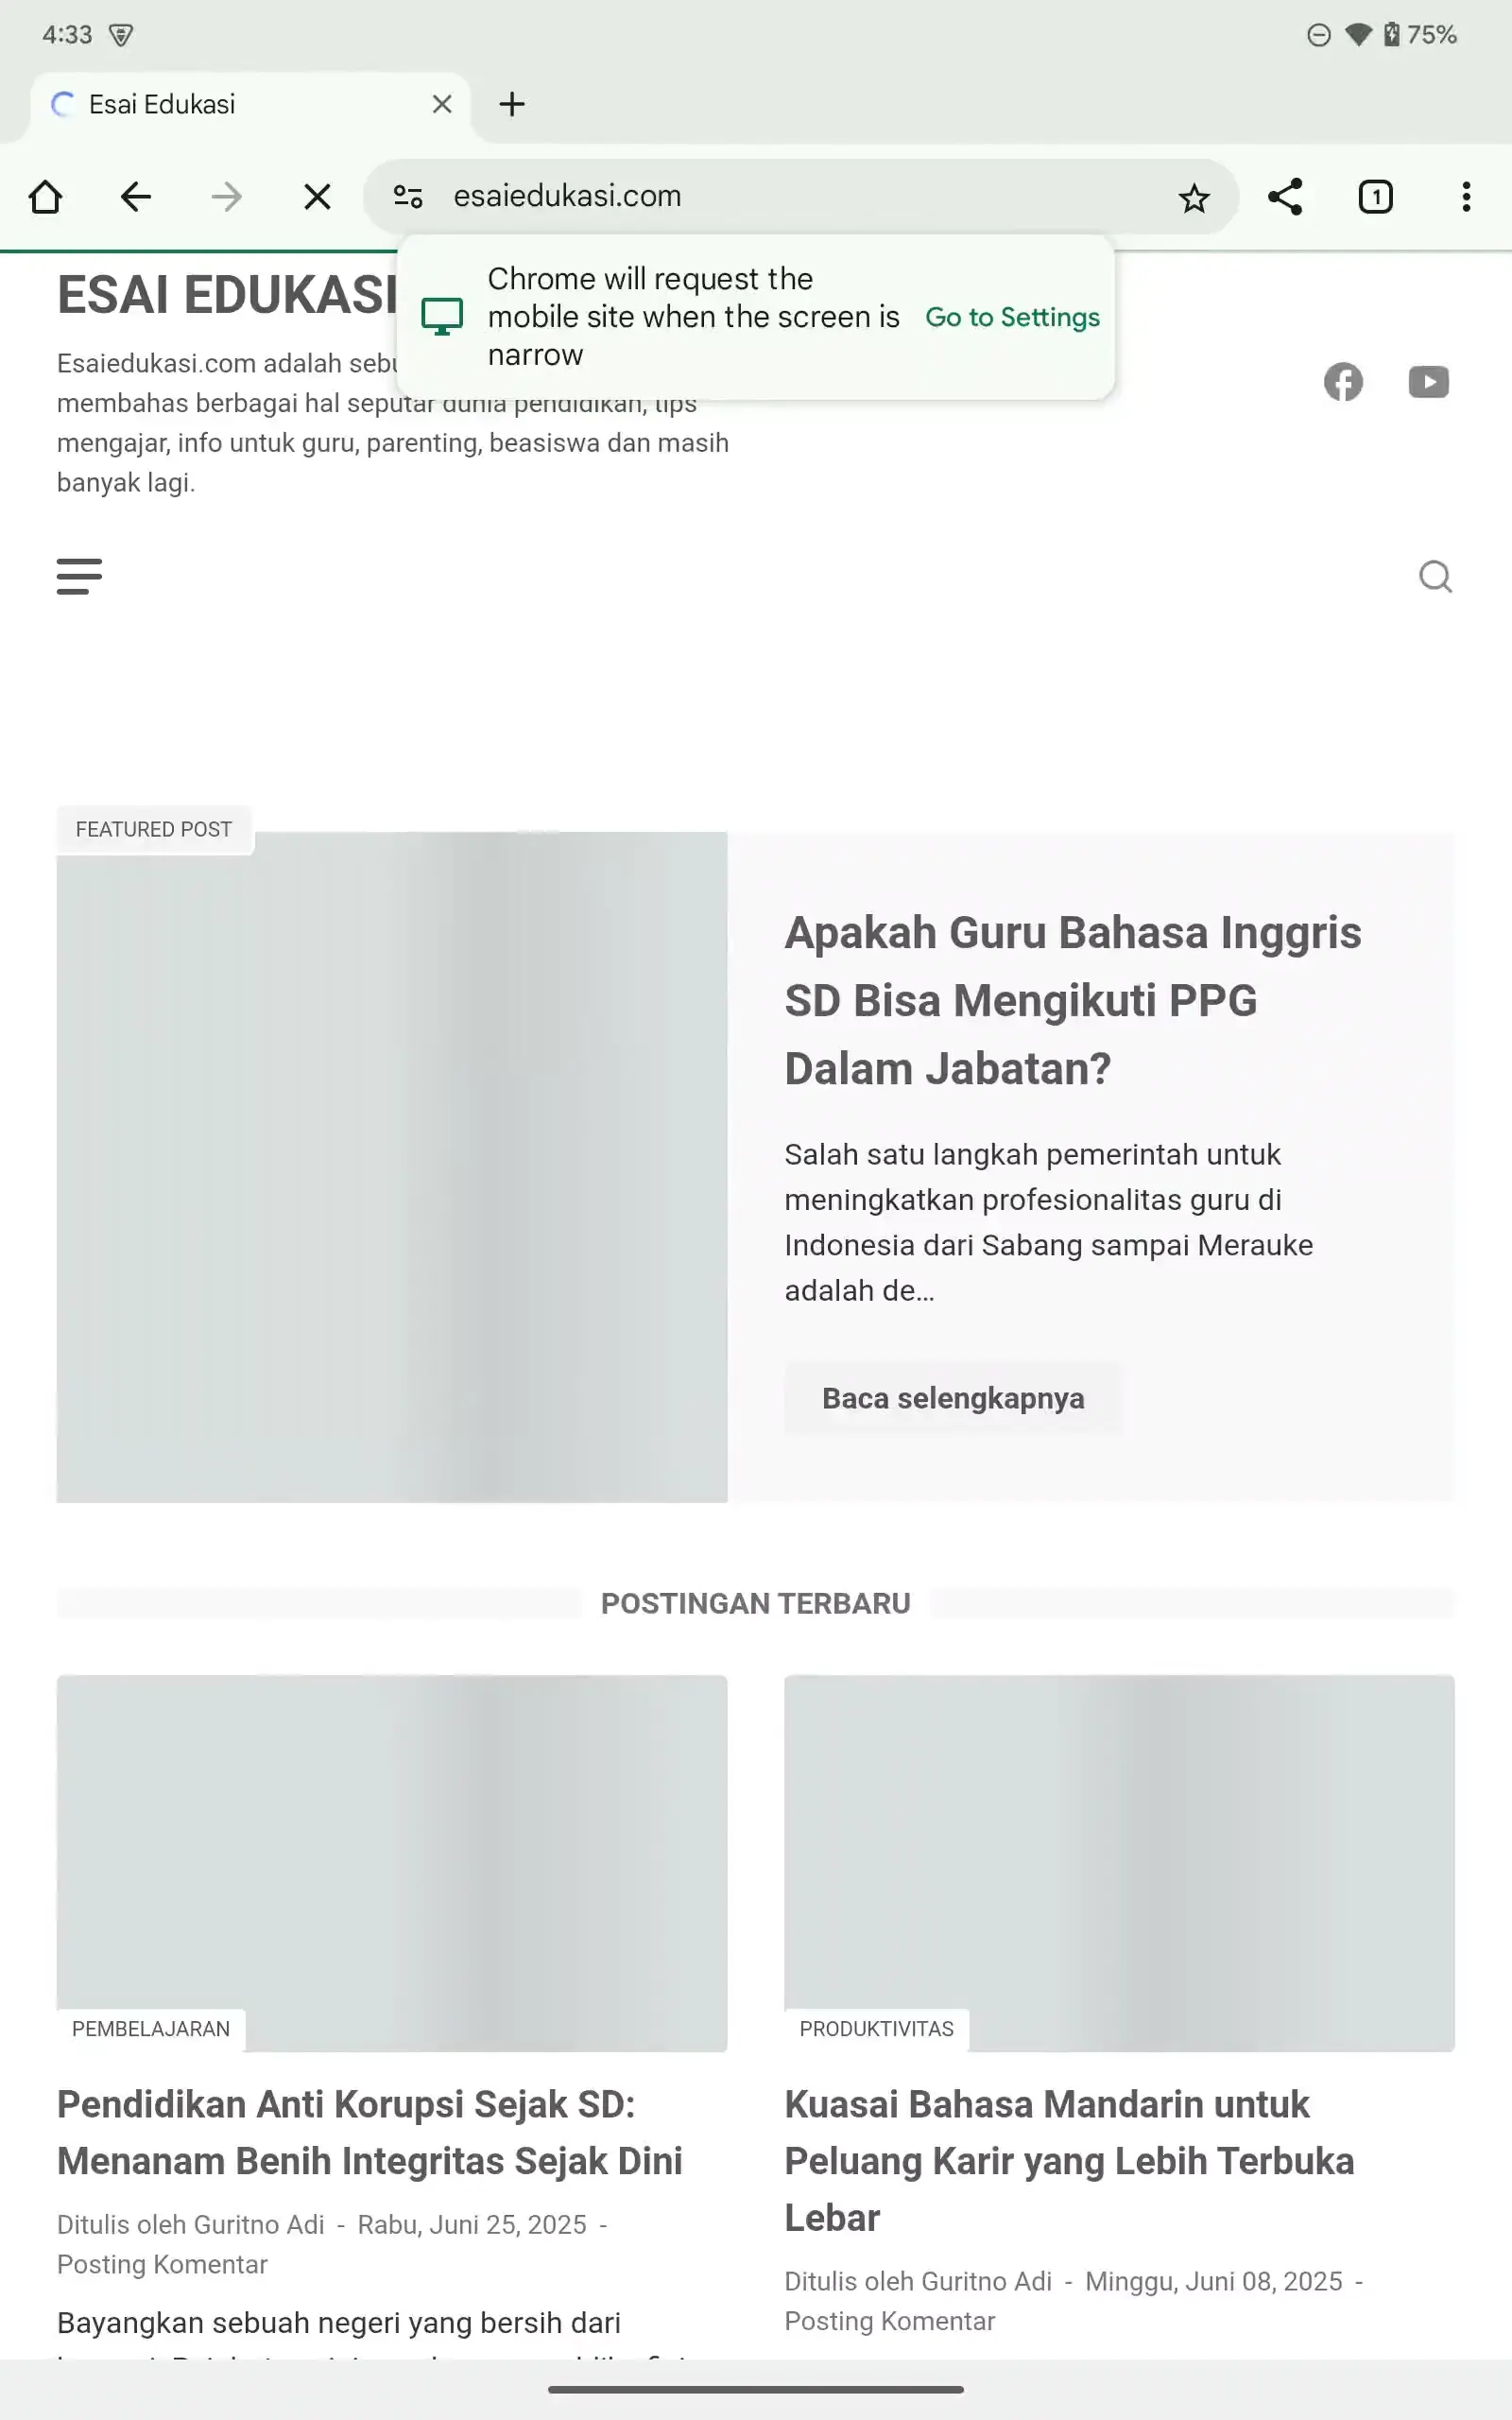 4:33
75%
Esai Edukasi
esaiedukasi.com
1
Chrome will request the
mobile site when the screen is
narrow
Go to Settings
ESAI EDUKASI
Esaiedukasi.com adalah
membahas berbagai hal seputar dunia pendidikan, tips
mengajar, info untuk guru, parenting, beasiswa dan masih
banyak lagi.
FEATURED POST
Apakah Guru Bahasa Inggris
SD Bisa Mengikuti PPG
Dalam Jabatan?
Salah satu langkah pemerintah untuk
meningkatkan profesionalitas guru di
Indonesia dari Sabang sampai Merauke
adalah de…
Baca selengkapnya
POSTINGAN TERBARU
PEMBELAJARAN
Pendidikan Anti Korupsi Sejak SD:
Menanam Benih Integritas Sejak Dini
Ditulis oleh Guritno Adi - Rabu, Juni 25, 2025 -
Posting Komentar
Bayangkan sebuah negeri yang bersih dari
PRODUKTIVITAS
Kuasai Bahasa Mandarin untuk
Peluang Karir yang Lebih Terbuka
Lebar
Ditulis oleh Guritno Adi - Minggu, Juni 08, 2025 -
Posting Komentar